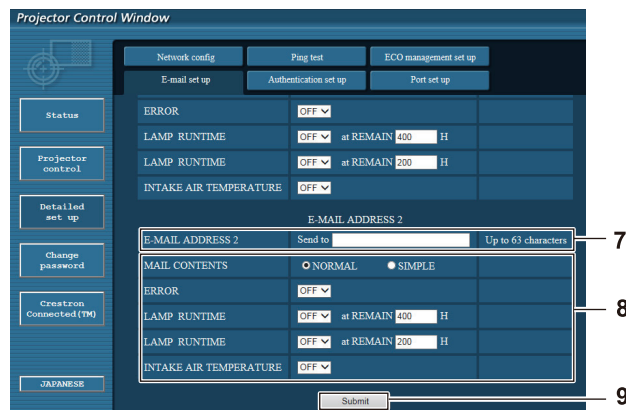 Projector Control Window
Network config Ping test ECO management set up
E-mail set up Authentication set up Port set up
Status
Projector
control
Detailed
set up
Change
password
Crestron
Connected(TM)
JAPANESE
ERROR OFF
LAMP RUNTIME OFF at REMAIN 400 H
LAMP RUNTIME OFF at REMAIN 200 H
INTAKE AIR TEMPERATURE OFF
E-MAIL ADDRESS 2
E-MAIL ADDRESS 2 Send to Up to 63 characters 7
MAIL CONTENTS NORMAL SIMPLE
ERROR OFF
LAMP RUNTIME OFF at REMAIN 400 H 8
LAMP RUNTIME OFF at REMAIN 200 H
INTAKE AIR TEMPERATURE OFF
Submit 9